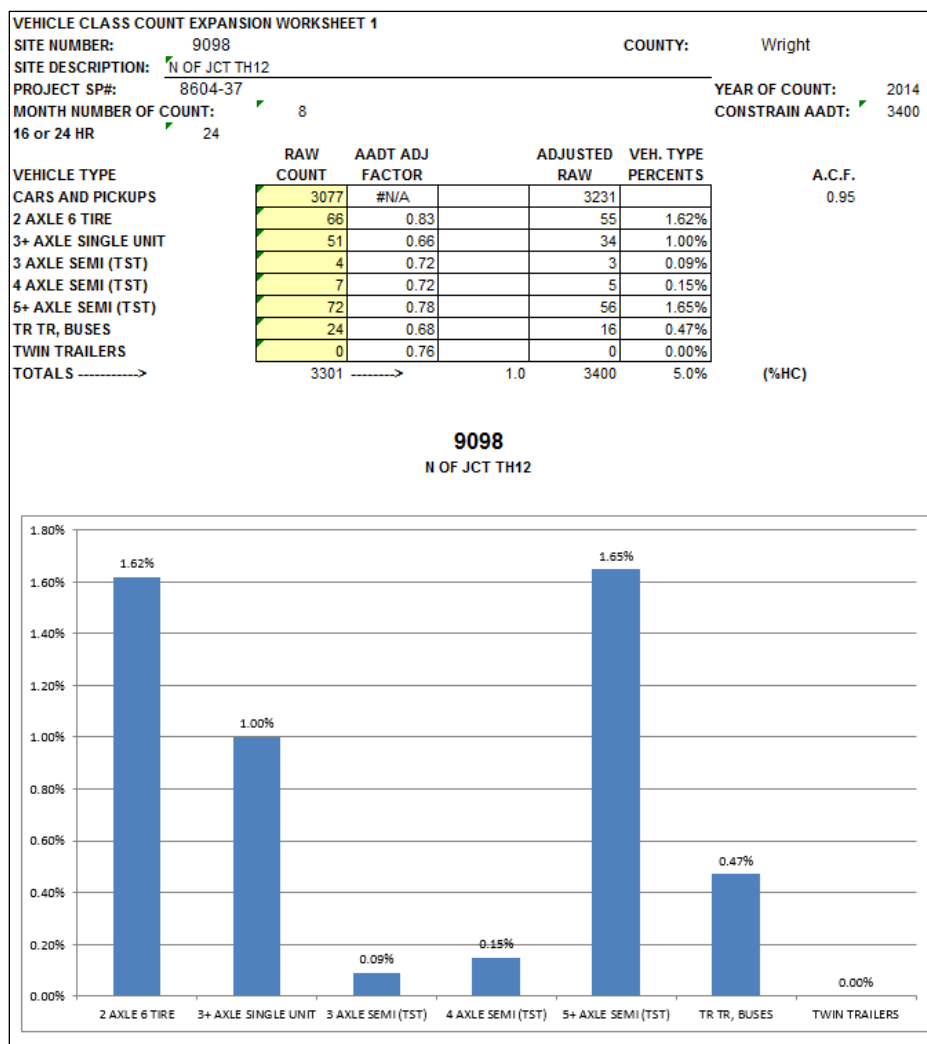 VEHICLE CLASS COUNT EXPANSION WORKSHEET 1
SITE NUMBER: 9098 COUNTY: Wright
SITE DESCRIPTION: N OF JCT TH12
PROJECT SP#: 8604-37 YEAR OF COUNT: 2014
MONTH NUMBER OF COUNT: 8 CONSTRAIN AADT: 3400
16 or 24 HR 24
RAW AADT ADJ ADJUSTED VEH. TYPE
VEHICLE TYPE COUNT FACTOR RAW PERCENTS A.C.F.
CARS AND PICKUPS 3077 #N/A 3231 0.95
2 AXLE 6 TIRE 66 0.83 55 1.62%
3+ AXLE SINGLE UNIT 51 0.66 34 1.00%
3 AXLE SEMI (TST) 4 0.72 3 0.09%
4 AXLE SEMI (TST) 7 0.72 5 0.15%
5+ AXLE SEMI (TST) 72 0.78 56 1.65%
TR TR, BUSES 24 0.68 16 0.47%
TWIN TRAILERS 0 0.76 0 0.00%
TOTALS -----------> 3301 --------> 1.0 3400 5.0% (%HC)
9098
N OF JCT TH12
1.80%
1.60%
1.40%
1.20%
1.00%
0.80%
0.60%
0.40%
0.20%
0.00%
1.62%
1.00%
0.09%
0.15%
1.65%
0.47%
0.00%
2 AXLE 6 TIRE 3+ AXLE SINGLE UNIT 3 AXLE SEMI (TST) 4 AXLE SEMI (TST) 5+ AXLE SEMI (TST) TR TR, BUSES TWIN TRAILERS